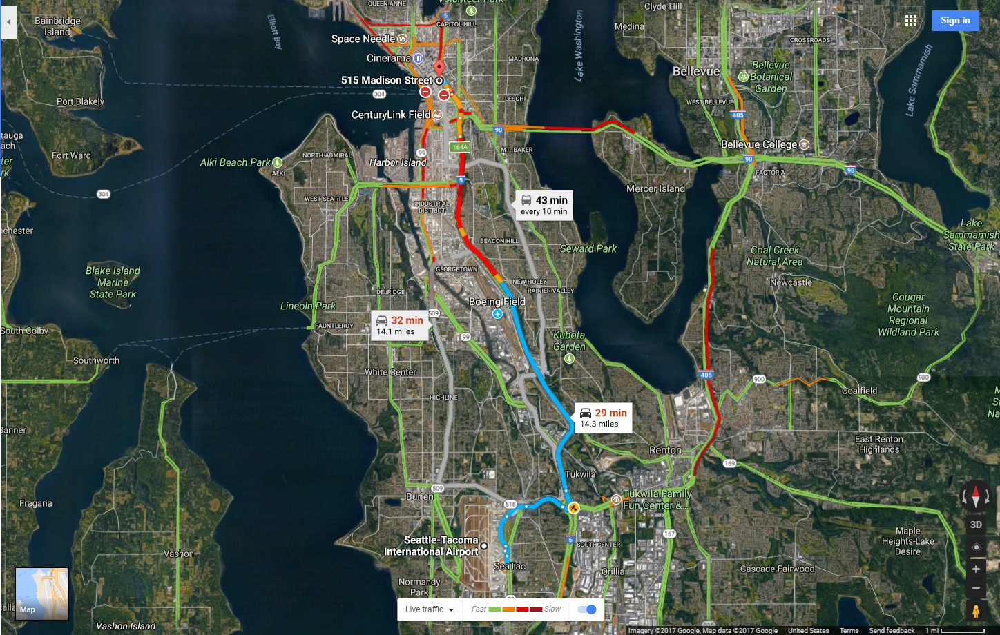 QUEEN ANNE
Volunteer Park
Clyde Hill
Bainbridge
Island
Elliott Bay
5
CAPITOL HILL
Medina
Sign in
Space Needle
Lake Washington
CROSSROADS
Cinerama
MADRONA
Bellevue
Bellevue
Botanical
Garden
Lake Sammamish
515 Madison Street
304
Port Blakely
LESCHI
WEST BELLEVUE
405
CenturyLink Field
90
Fort Ward
99
164A
MT. BAKER
Bellevue College
NORTH ADMIRAL
Alki Beach Park
ALKI
Harbor Island
90
90
FACTORIA
5
Mercer Island
304
WEST SEATTLE
INDUSTRIAL
DISTRICT
43 min
every 10 min
Lake
Sammamish
State Park
BEACON HILL
Seward Park
Coal Creek
Natural Area
Blake Island
Marine
State Park
GEORGETOWN
NEW HOLLY
Newcastle
DELRIDGE
RAINIER VALLEY
Lincoln Park
Boeing Field
Cougar
Mountain
Regional
Wildland Park
509
32 min
14.1 miles
FAUNTLEROY
South Colby
99
Kubota
Garden
Southworth
White Center
405
900
900
Coalfield
HIGHLINE
29 min
14.3 miles
East Renton
Highlands
Renton
169
Tukwila
509
Burien
518
Tukwila Family
Fun Center &...
Fragaria
167
5
SOUTHCENTER
Seattle-Tacoma
International Airport
Maple
Heights-Lake
Desire
3D
Vashon
SeaTac
Orillia
Cascade-Fairwood
Normandy
Park
Map
Live traffic
Fast
Slow
Vashon Island
Imagery ©2017 Google, Map data ©2017 Google
United States
Terms
Send feedback
1 mi